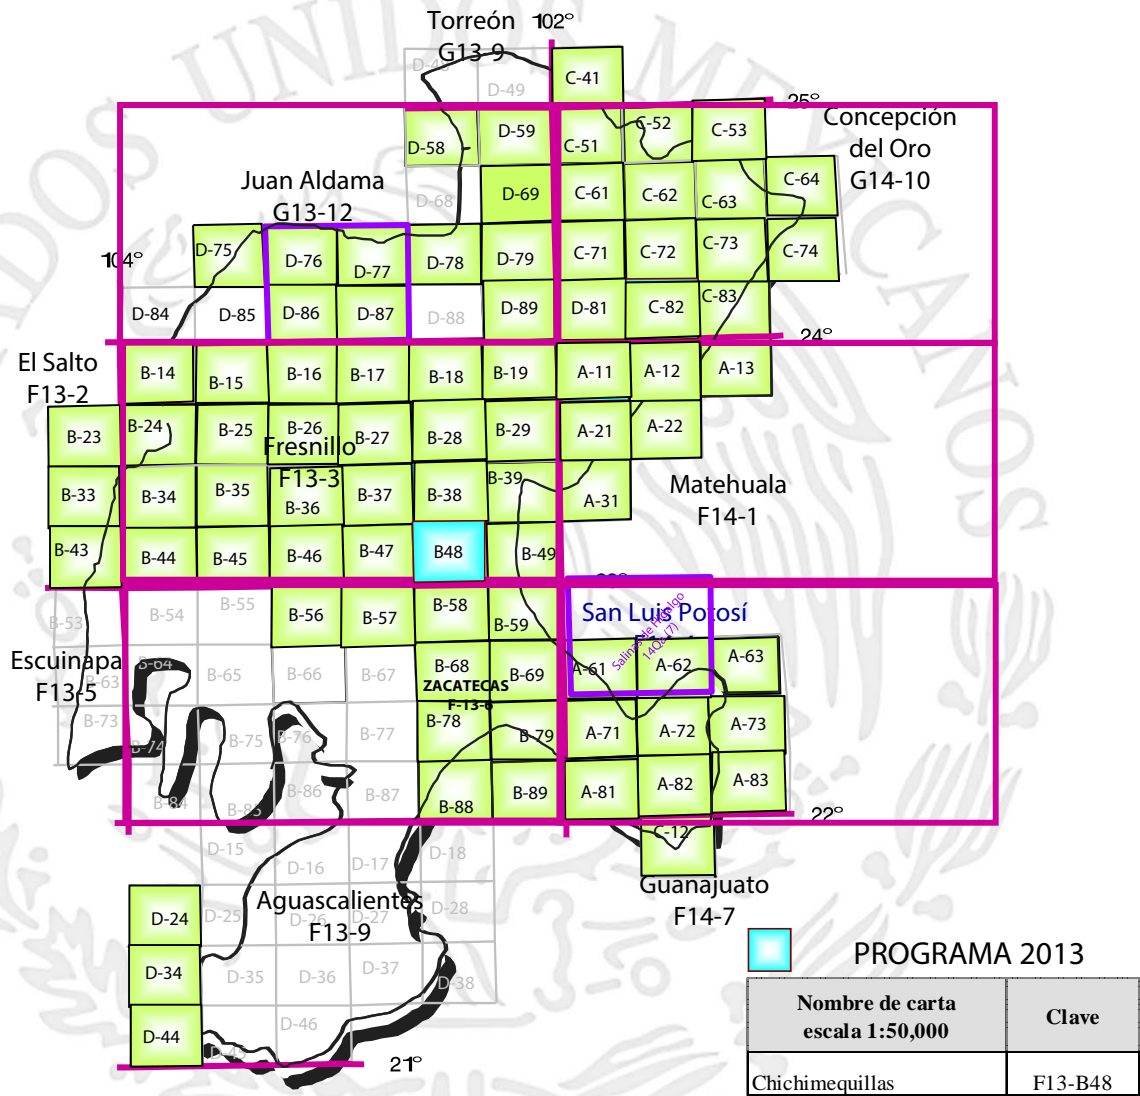 UNIDOS MEXICANOS
Torreón 102°
G13-9
D-48
C-41
D-49
25°
Concepción
del Oro
G14-10
D-58
D-59
C-51
C-52
C-53
Juan Aldama
G13-12
D-68
D-69
C-61
C-62
C-63
C-64
104°
D-75
D-76
D-77
D-78
D-79
C-71
C-72
C-73
C-74
D-84
D-85
D-86
D-87
D-88
D-89
D-81
C-82
C-83
24°
El Salto
F13-2
B-14
B-15
B-16
B-17
B-18
B-19
A-11
A-12
A-13
B-23
B-24
B-25
B-26
B-27
B-28
B-29
A-21
A-22
Fresnillo
F13-3
B-33
B-34
B-35
B-36
B-37
B-38
B-39
A-31
Matehuala
F14-1
B-43
B-44
B-45
B-46
B-47
B48
B-49
B-53
B-54
B-55
B-56
B-57
B-58
B-59
San Luis Potosí
Salinas de Hidalgo
14Qa (7)
Escuinapa
F13-5
B-63
B-64
B-65
B-66
B-67
B-68
B-69
A-61
A-62
A-63
ZACATECAS
F-13-6
B-73
B-74
B-75
B-76
B-77
B-78
B-79
A-71
A-72
A-73
B-84
B-85
B-86
B-87
B-88
B-89
A-81
A-82
A-83
22°
D-15
D-16
D-17
D-18
C-12
Guanajuato
F14-7
Aguascalientes
F13-9
D-24
D-25
D-26
D-27
D-28
D-34
D-35
D-36
D-37
D-38
D-44
D-45
D-46
21°
PROGRAMA 2013
Nombre de carta
escala 1:50,000
Clave
Chichimequillas
F13-B48